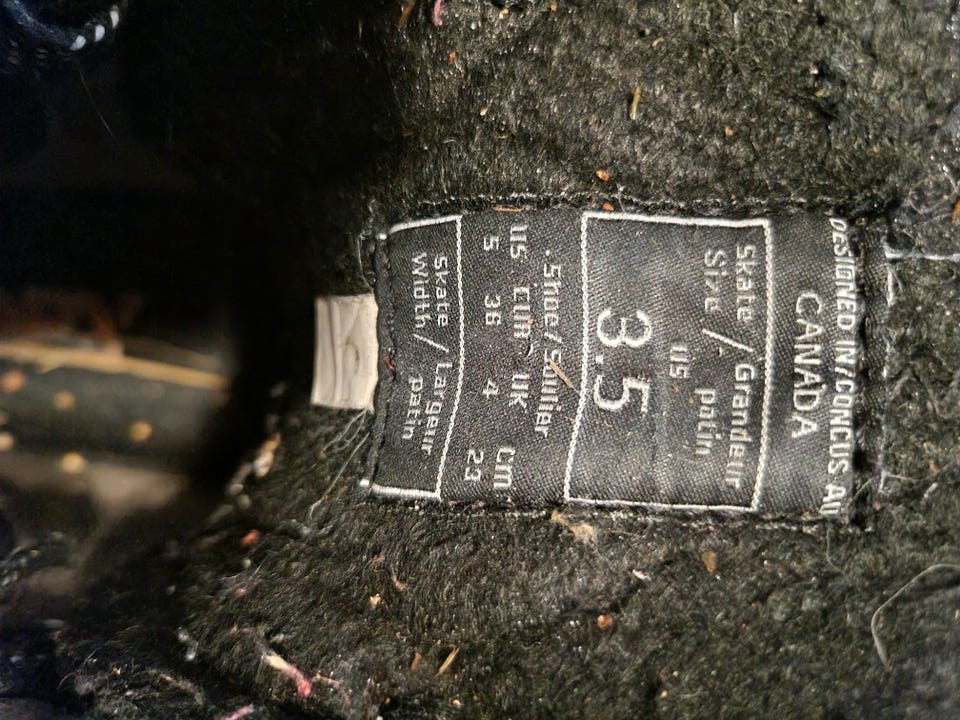 DESIGNED IN/CONCUS AU
CANADA
Skate / Grandeur
Size patin
US
3.5
Shoe/Soulier
US EUR UK cm
5 36 4 23
Skate / Largeur
Width patin